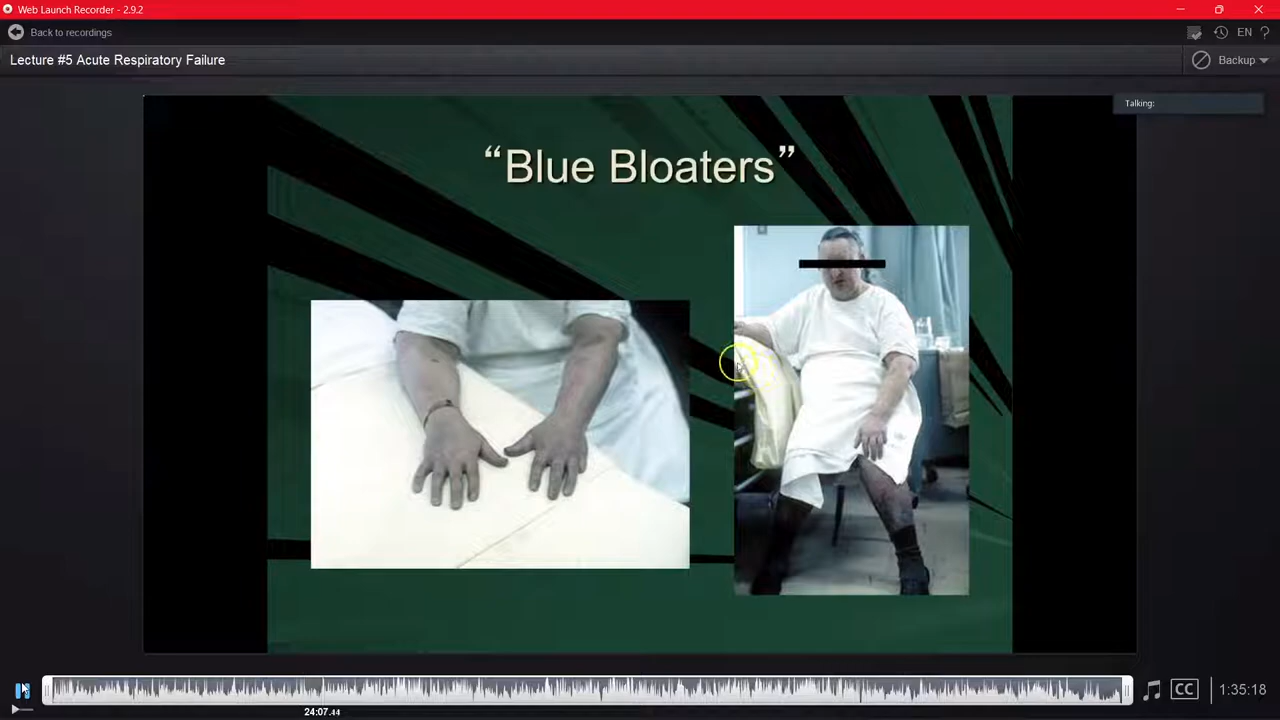 Web Launch Recorder - 2.9.2
Back to recordings
EN ?
Lecture #5 Acute Respiratory Failure
Backup
Talking:
“Blue Bloaters”
CC
1:35:18
24:07.44